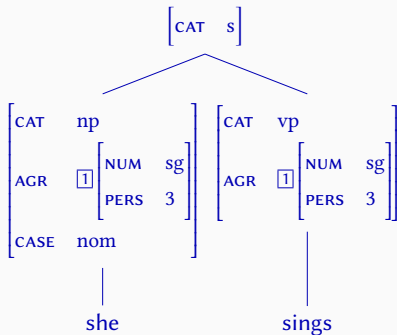 CAT s
CAT np
AGR 1 NUM sg
PERS 3
CASE nom
CAT vp
AGR 1 NUM sg
PERS 3
she sings